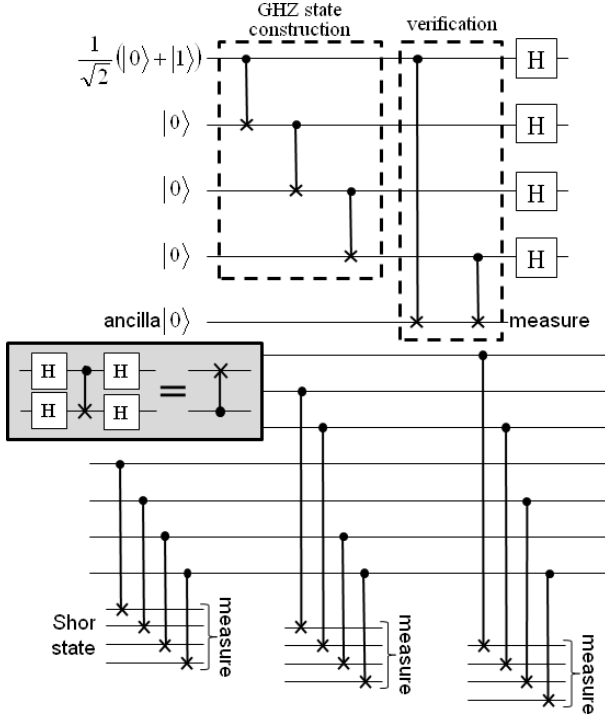 GHZ state
construction
verification
1/√2(|0⟩+|1⟩)
H
|0⟩
H
|0⟩
H
|0⟩
H
ancilla|0⟩
measure
H
H
=
H
H
Shor
state
measure
measure
measure